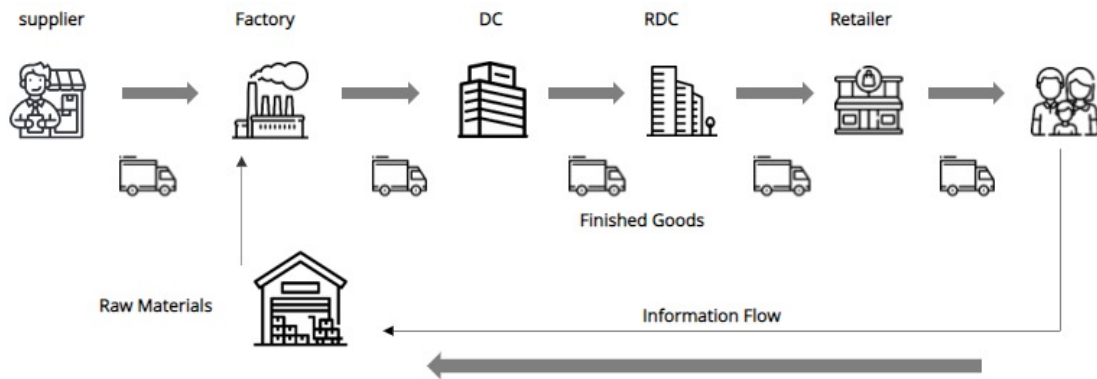 supplier
Factory
DC
RDC
Retailer
Finished Goods
Raw Materials
Information Flow